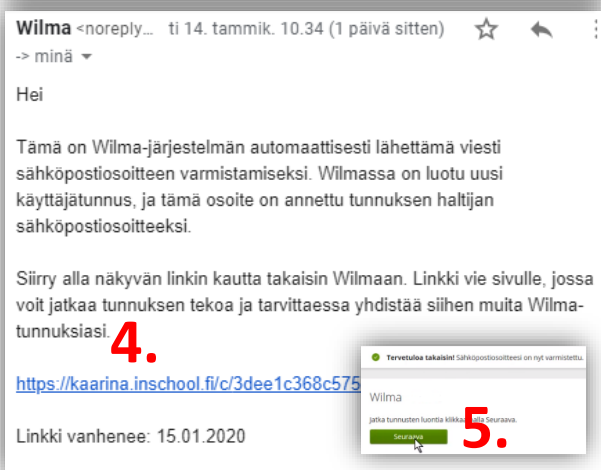 Wilma <noreply... ti 14. tammik. 10.34 (1 päivä sitten)
-> minä
Hei
Tämä on Wilma-järjestelmän automaattisesti lähettämä viesti
sähköpostiosoitteen varmistamiseksi. Wilmassa on luotu uusi
käyttäjätunnus, ja tämä osoite on annettu tunnuksen haltijan
sähköpostiosoitteeksi.
Siirry alla näkyvän linkin kautta takaisin Wilmaan. Linkki vie sivulle, jossa
voit jatkaa tunnuksen tekoa ja tarvittaessa yhdistää siihen muita Wilma-
tunnuksiasi.
4.
https://kaarina.inschool.fi/c/3dee1c368c575
Linkki vanhenee: 15.01.2020
Tervetuloa takaisin! Sähköpostiosoitteesi on nyt varmistettu.
Wilma
Jatka tunnusten luontia klikkaamalla Seuraava.
Seuraava
5.